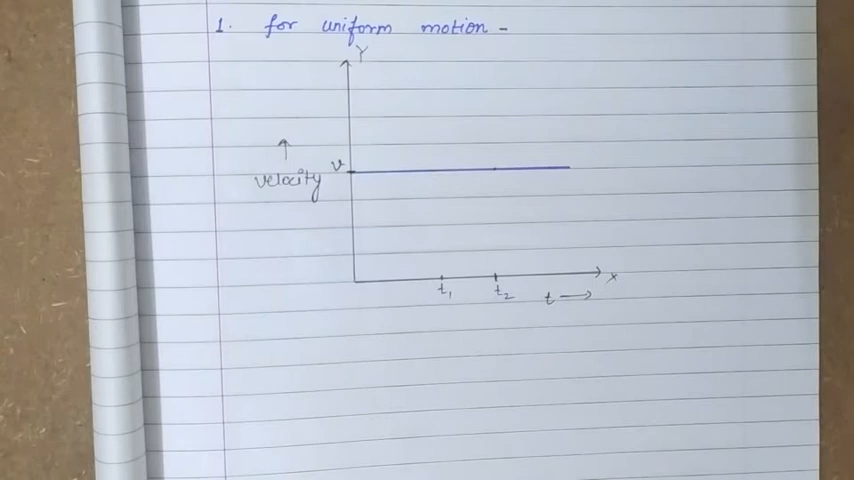 1. for uniform motion -
Y
v
velocity
t1 t2 t
x